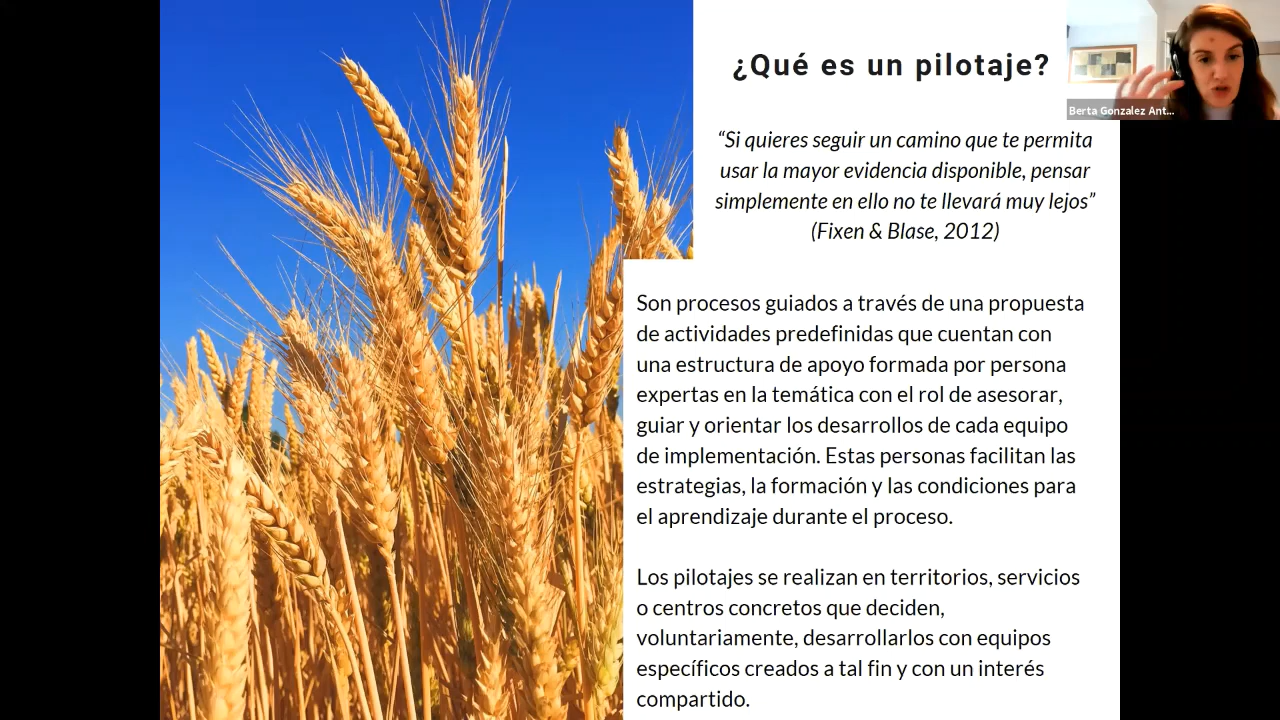 ¿Qué es un pilotaje?
“Si quieres seguir un camino que te permita
usar la mayor evidencia disponible, pensar
simplemente en ello no te llevará muy lejos”
(Fixen & Blase, 2012)
Son procesos guiados a través de una propuesta
de actividades predefinidas que cuentan con
una estructura de apoyo formada por persona
expertas en la temática con el rol de asesorar,
guiar y orientar los desarrollos de cada equipo
de implementación. Estas personas facilitan las
estrategias, la formación y las condiciones para
el aprendizaje durante el proceso.
Los pilotajes se realizan en territorios, servicios
o centros concretos que deciden,
voluntariamente, desarrollarlos con equipos
específicos creados a tal fin y con un interés
compartido.
Berta Gonzalez Ant...